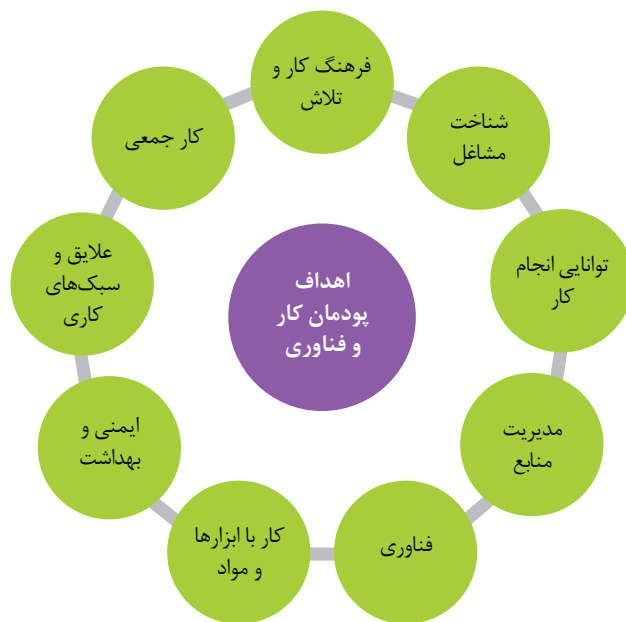 اهداف
پودمان کار
و فناوری
فرهنگ کار و
تلاش
شناخت
مشاغل
توانایی انجام
کار
مدیریت
منابع
فناوری
کار با ابزارها
و مواد
ایمنی و
بهداشت
علایق و
سبک‌های
کاری
کار جمعی